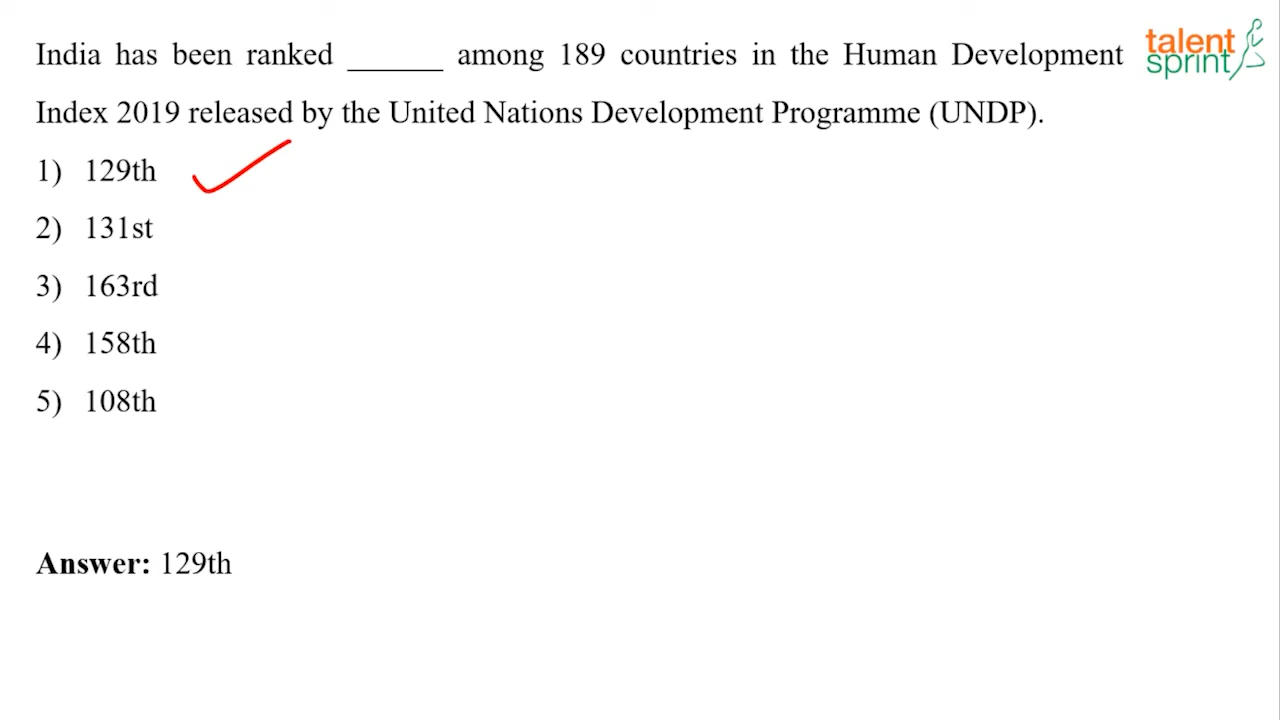 India has been ranked ______ among 189 countries in the Human Development
Index 2019 released by the United Nations Development Programme (UNDP).
1) 129th
2) 131st
3) 163rd
4) 158th
5) 108th
Answer: 129th
talent
sprint